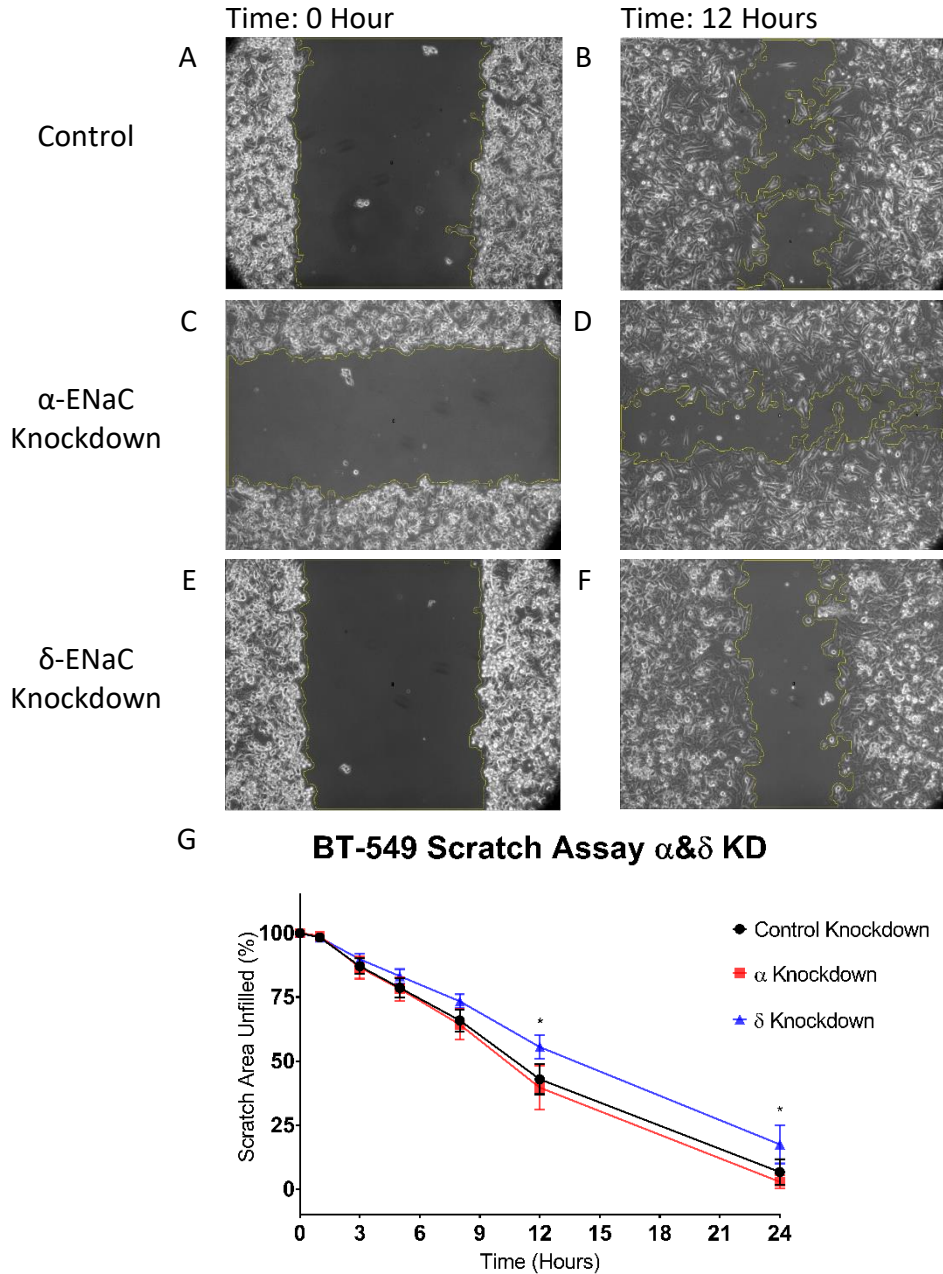 Time: 0 Hour
Time: 12 Hours
A
B
Control
C
D
α-ENaC
Knockdown
E
F
δ-ENaC
Knockdown
G
BT-549 Scratch Assay α&δ KD
Scratch Area Unfilled (%)
100
75
50
25
0
*
*
Control Knockdown
α Knockdown
δ Knockdown
0
3
6
9
12
15
18
21
24
Time (Hours)